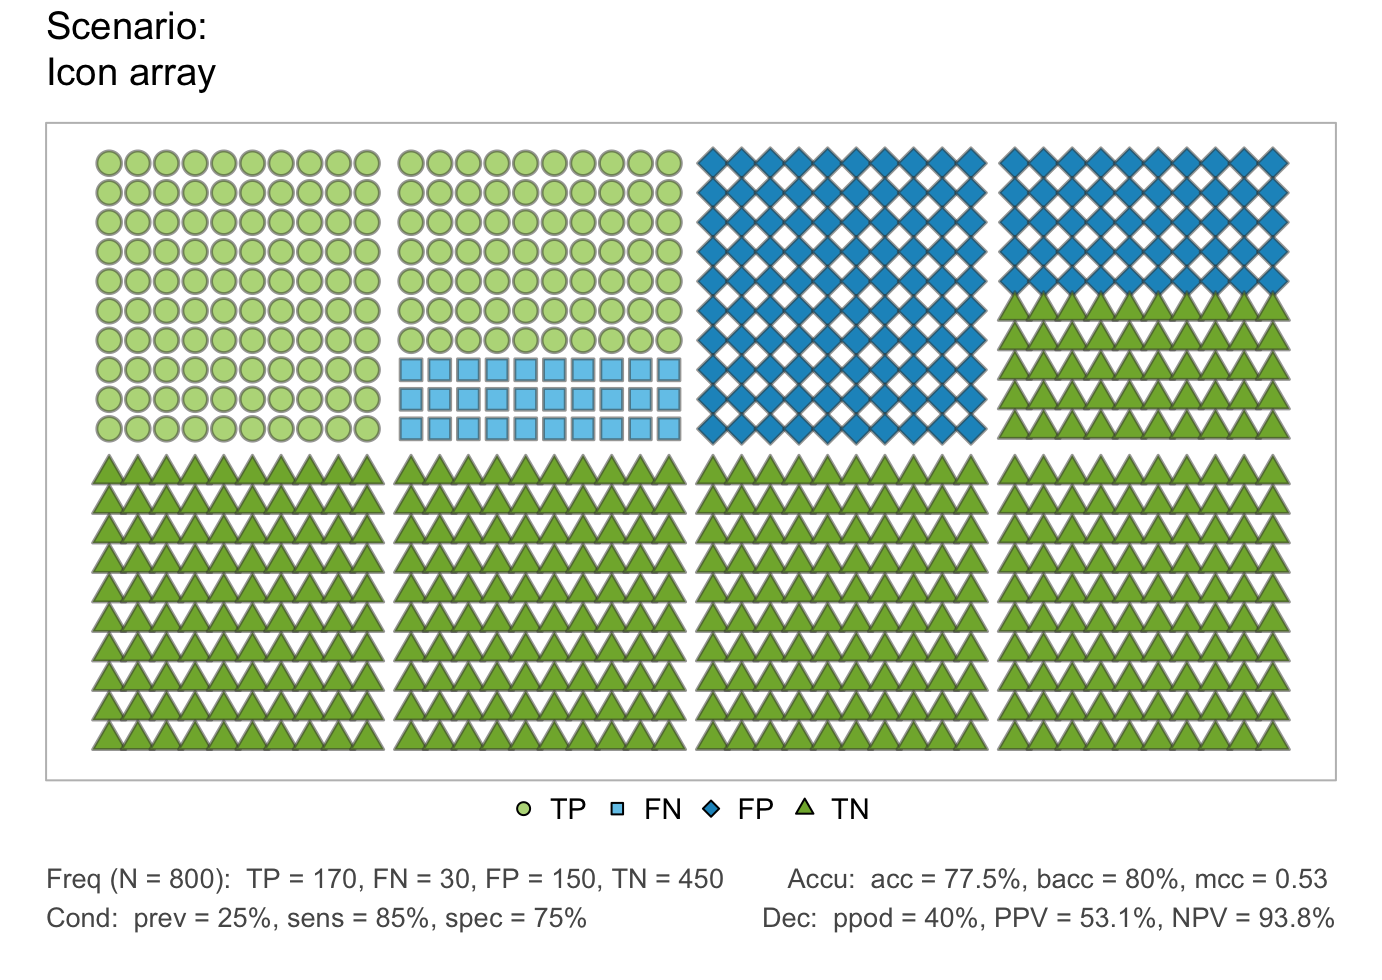 Scenario:
Icon array
TP FN FP TN
Freq (N = 800): TP = 170, FN = 30, FP = 150, TN = 450 Accu: acc = 77.5%, bacc = 80%, mcc = 0.53
Cond: prev = 25%, sens = 85%, spec = 75% Dec: ppod = 40%, PPV = 53.1%, NPV = 93.8%